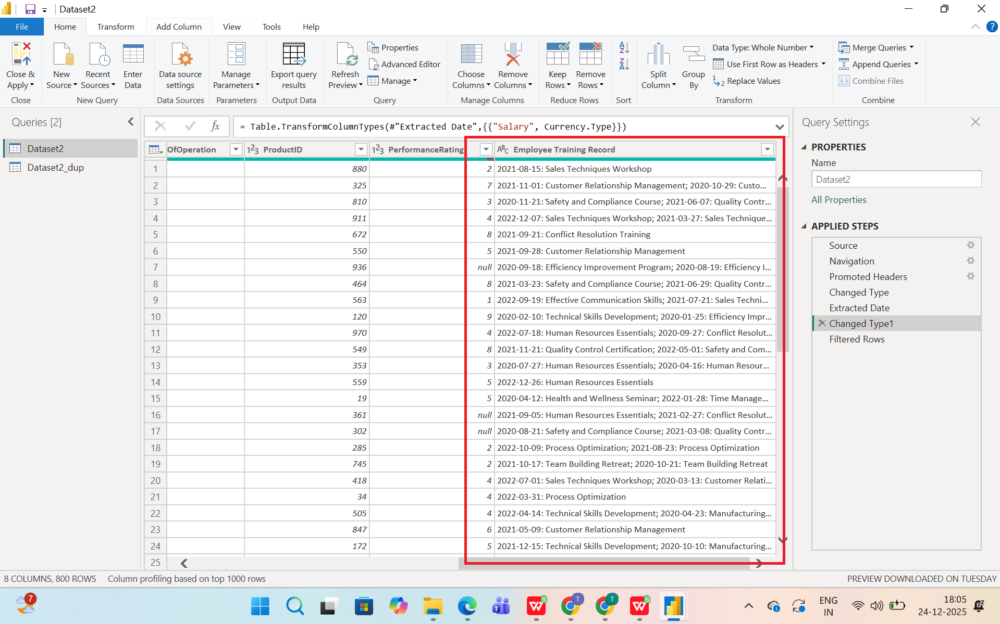 Dataset2
File Home Transform Add Column View Tools Help
Close & Apply
New Source
Recent Sources
Enter Data
Data source settings
Manage Parameters
Export query results
Refresh Preview
Properties
Advanced Editor
Manage
Choose Columns
Remove Columns
Keep Rows
Remove Rows
Split Column
Group By
Data Type: Whole Number
Use First Row as Headers
Replace Values
Merge Queries
Append Queries
Combine Files
Close New Query Data Sources Parameters Output Data Query Manage Columns Reduce Rows Sort Transform Combine
Queries [2]
Dataset2
Dataset2_dup
fx = Table.TransformColumnTypes(#"Extracted Date",{{"Salary", Currency.Type}})
OfOperation 123 ProductID 123 PerformanceRating ABC Employee Training Record
1 880 2 2021-08-15: Sales Techniques Workshop
2 325 7 2021-11-01: Customer Relationship Management; 2020-10-29: Custo...
3 810 3 2020-11-21: Safety and Compliance Course; 2021-06-07: Quality Contr...
4 911 4 2022-12-07: Sales Techniques Workshop; 2021-03-27: Sales Technique...
5 672 8 2021-09-21: Conflict Resolution Training
6 550 5 2021-09-28: Customer Relationship Management
7 936 null 2020-09-18: Efficiency Improvement Program; 2020-08-19: Efficiency I...
8 464 8 2021-03-23: Safety and Compliance Course; 2021-06-29: Quality Contr...
9 563 1 2022-09-19: Effective Communication Skills; 2021-07-21: Sales Techni...
10 120 9 2020-02-10: Technical Skills Development; 2020-01-25: Efficiency Impr...
11 970 4 2022-07-18: Human Resources Essentials; 2020-09-27: Conflict Resolut...
12 549 8 2021-11-21: Quality Control Certification; 2022-05-01: Safety and Com...
13 353 3 2020-07-27: Human Resources Essentials; 2020-04-16: Human Resour...
14 559 5 2022-12-26: Human Resources Essentials
15 19 5 2020-04-12: Health and Wellness Seminar; 2022-01-28: Time Manage...
16 361 null 2021-09-05: Human Resources Essentials; 2021-02-27: Conflict Resolut...
17 302 null 2020-08-21: Safety and Compliance Course; 2021-03-08: Quality Contr...
18 285 2 2022-10-09: Process Optimization; 2021-08-23: Process Optimization
19 745 2 2021-10-17: Team Building Retreat; 2020-10-21: Team Building Retreat
20 418 4 2022-07-01: Sales Techniques Workshop; 2020-03-13: Customer Relati...
21 34 4 2022-03-31: Process Optimization
22 505 4 2022-04-14: Technical Skills Development; 2020-04-23: Manufacturing...
23 847 6 2021-05-09: Customer Relationship Management
24 172 5 2021-12-15: Technical Skills Development; 2020-10-10: Manufacturing...
25
Query Settings
PROPERTIES
Name
Dataset2
All Properties
APPLIED STEPS
Source
Navigation
Promoted Headers
Changed Type
Extracted Date
Changed Type1
Filtered Rows
8 COLUMNS, 800 ROWS Column profiling based on top 1000 rows PREVIEW DOWNLOADED ON TUESDAY
7
ENG
IN
18:05
24-12-2025